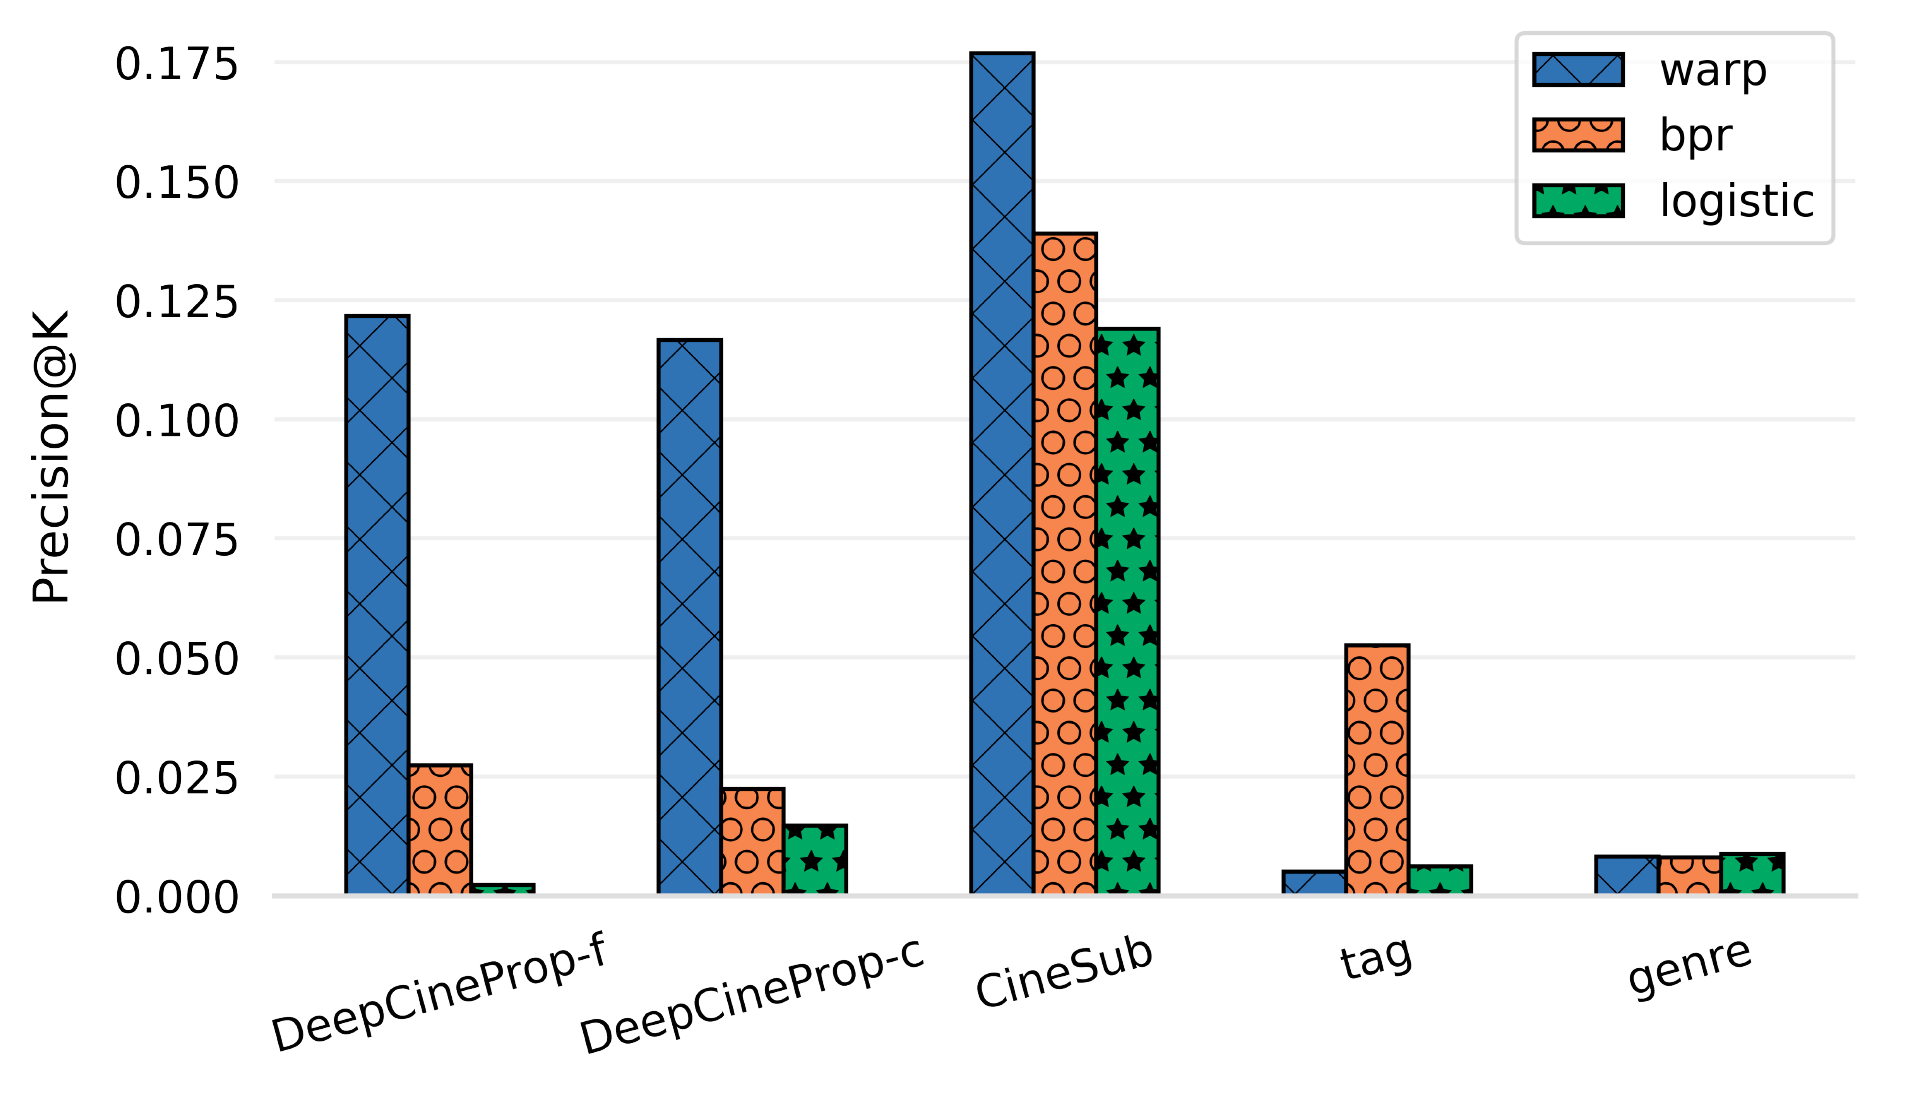 Precision@K
0.175
0.150
0.125
0.100
0.075
0.050
0.025
0.000
warp
bpr
logistic
DeepCineProp-f
DeepCineProp-c
CineSub
tag
genre